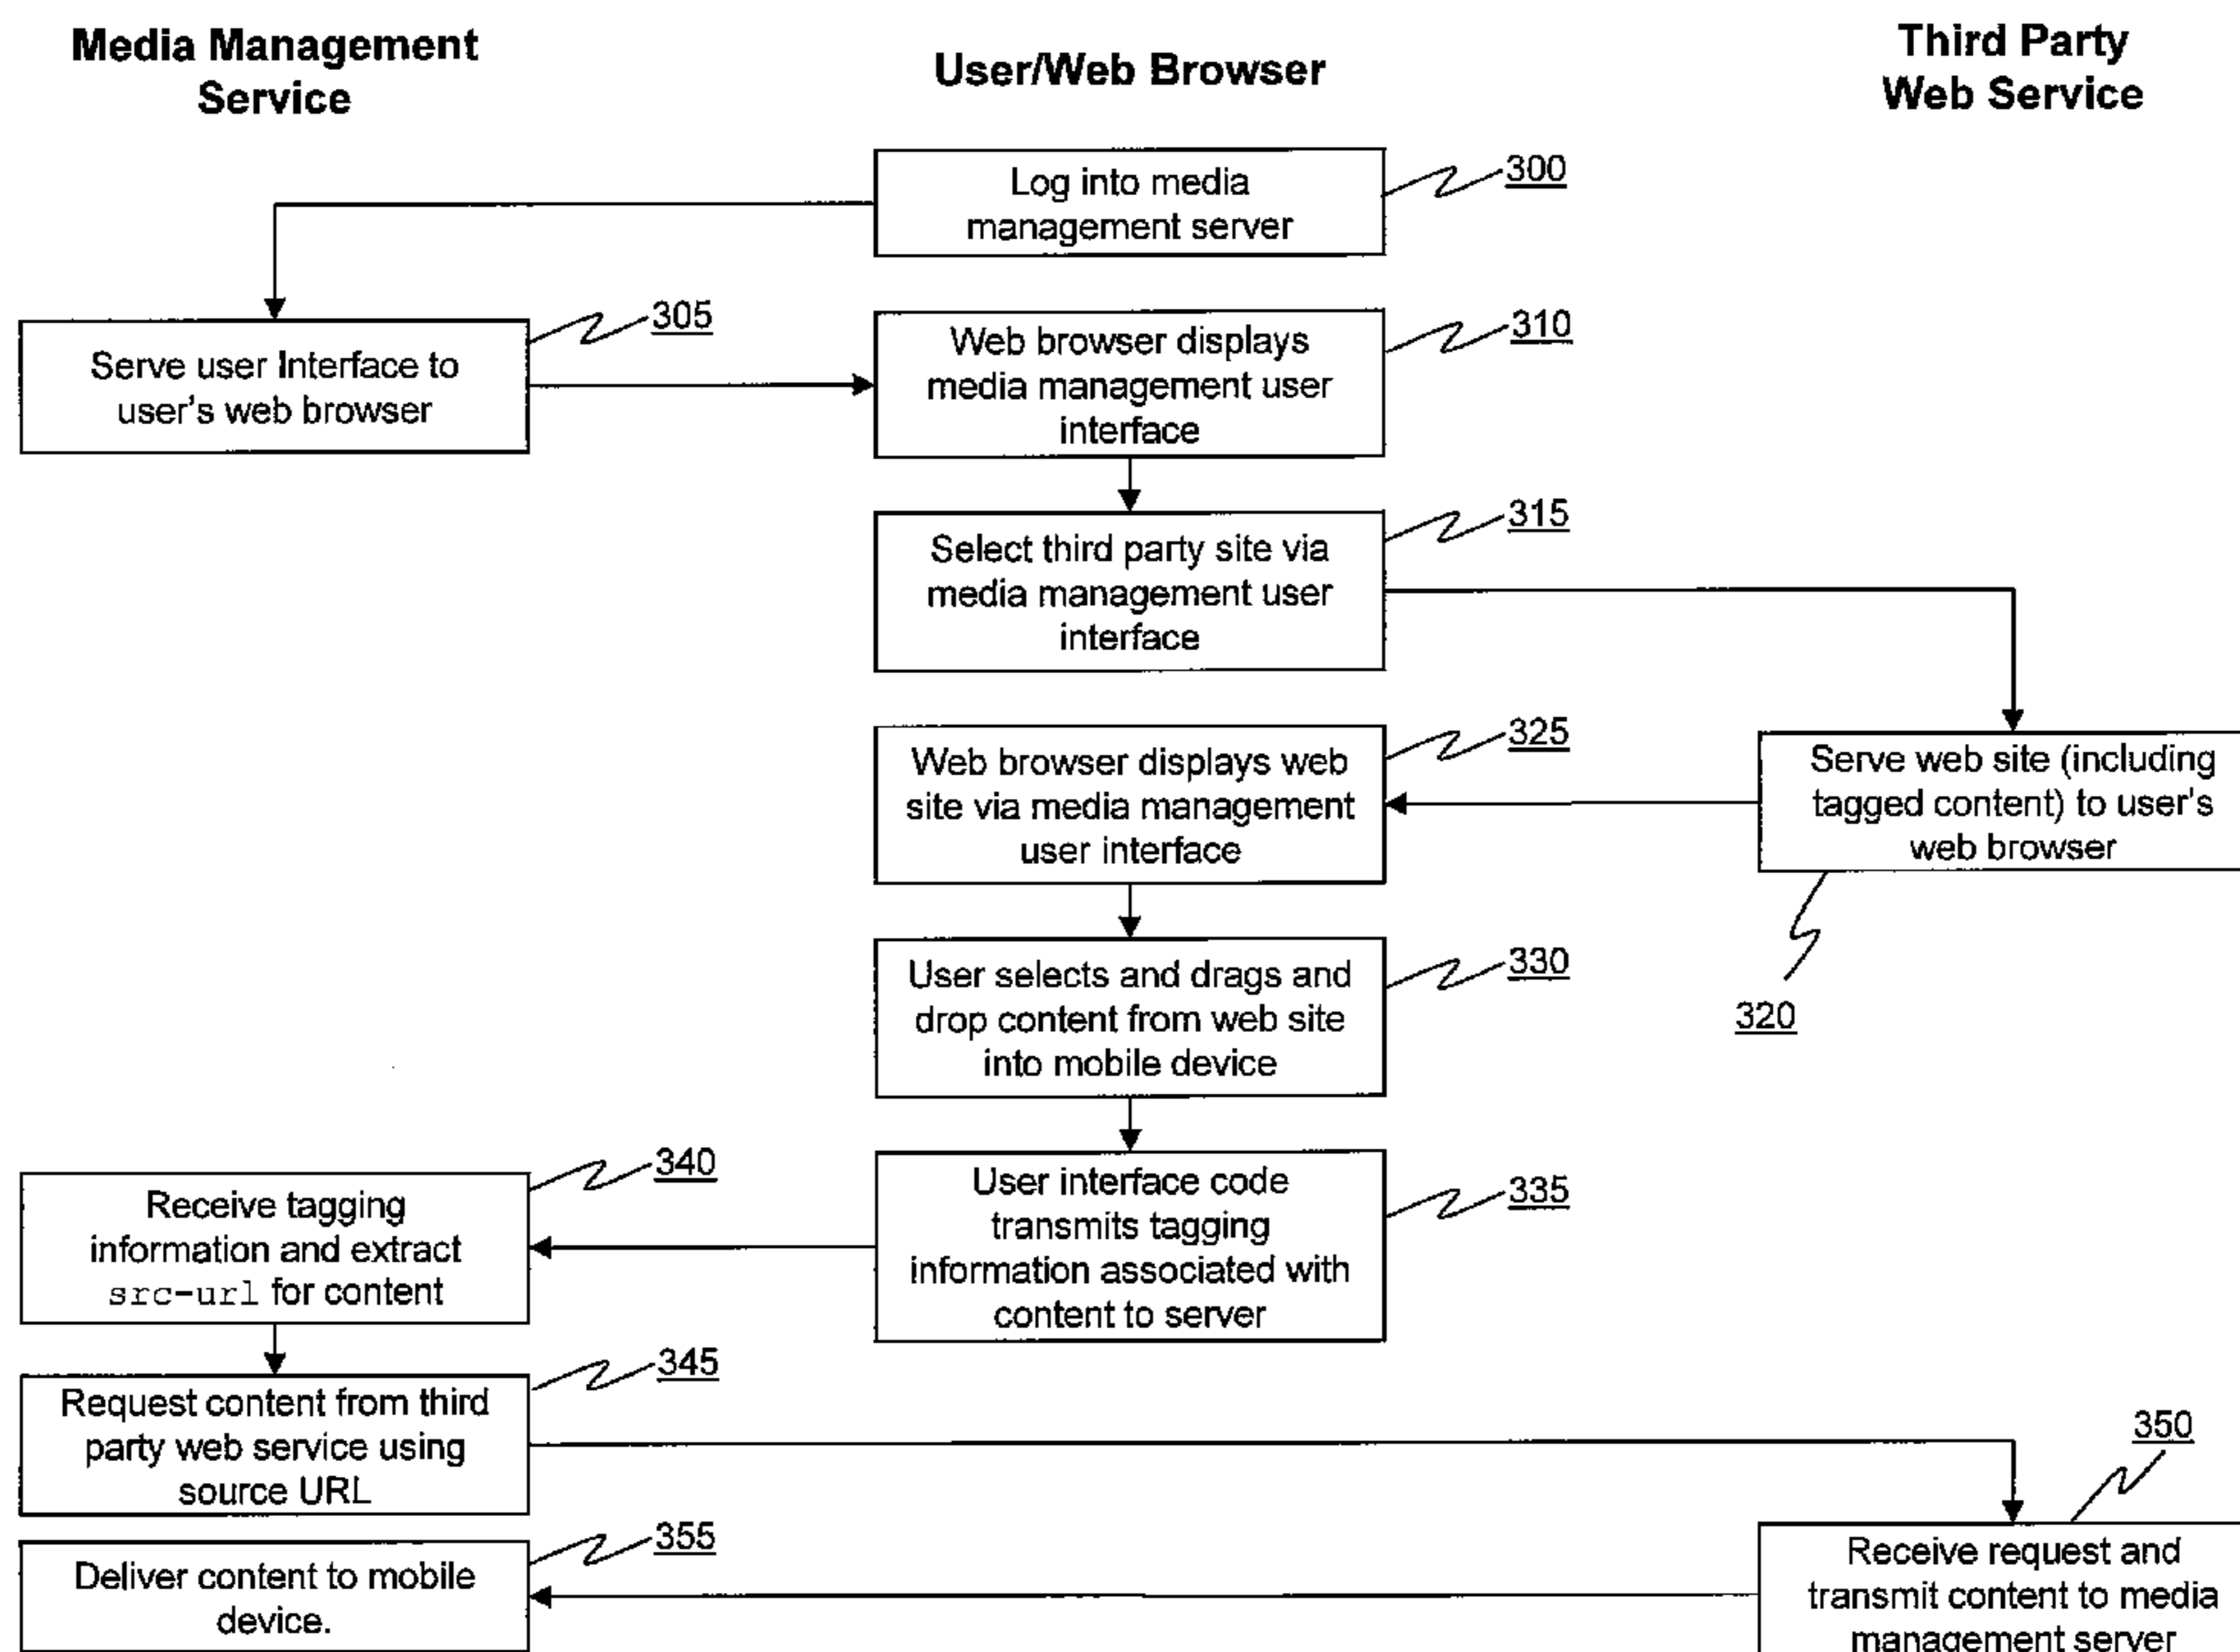 Media Management
Service
User/Web Browser
Third Party
Web Service
Log into media
management server
300
Serve user Interface to
user's web browser
305
Web browser displays
media management user
interface
310
Select third party site via
media management user
interface
315
Serve web site (including
tagged content) to user's
web browser
320
Web browser displays web
site via media management
user interface
325
User selects and drags and
drop content from web site
into mobile device
330
User interface code
transmits tagging
information associated with
content to server
335
Receive tagging
information and extract
src-url for content
340
Request content from third
party web service using
source URL
345
Receive request and
transmit content to media
management server
350
Deliver content to mobile
device.
355